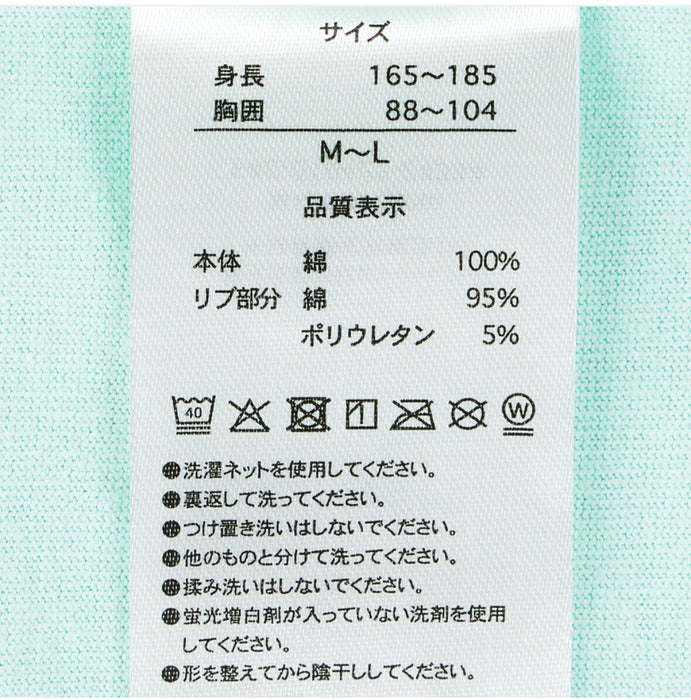 サイズ
身長 165～185
胸囲 88～104
M～L
品質表示
本体 綿 100%
リブ部分 綿 95%
ポリウレタン 5%
40 W
●洗濯ネットを使用してください。
●裏返して洗ってください。
●つけ置き洗いはしないでください。
●他のものと分けて洗ってください。
●揉み洗いはしないでください。
●蛍光増白剤が入っていない洗剤を使用
してください。
●形を整えてから陰干ししてください。